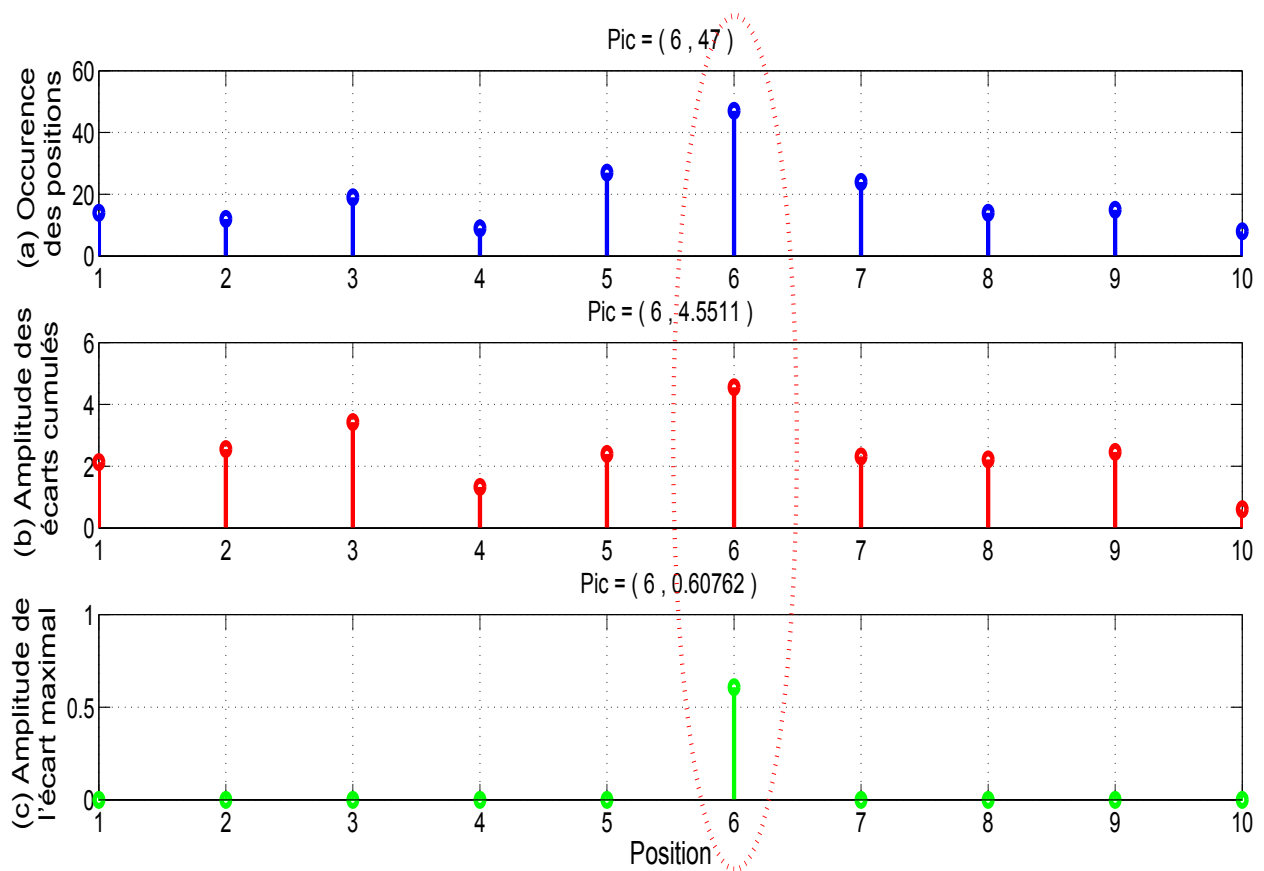 Pic = ( 6 , 47 )
(a) Occurence
des positions
60
40
20
0
1 2 3 4 5 6 7 8 9 10
Pic = ( 6 , 4.5511 )
(b) Amplitude des
écarts cumulés
6
4
2
0
1 2 3 4 5 6 7 8 9 10
Pic = ( 6 , 0.60762 )
(c) Amplitude de
l'écart maximal
1
0.5
0
1 2 3 4 5 6 7 8 9 10
Position